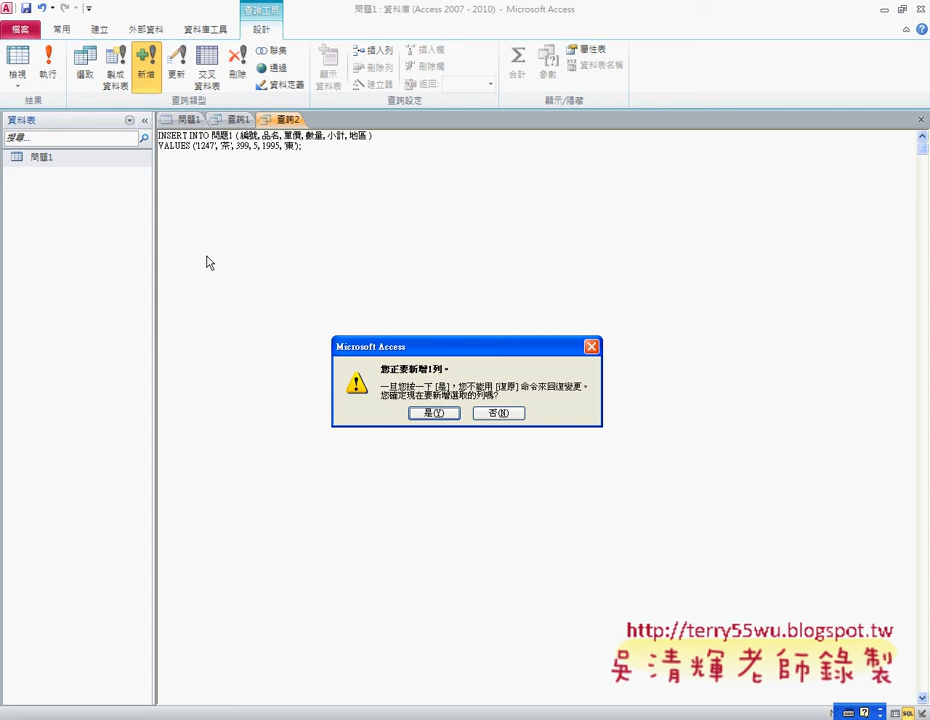 問題1 : 資料庫 (Access 2007 - 2010) - Microsoft Access
查詢工具
檔案 常用 建立 外部資料 資料庫工具 設計
檢視 執行 選取 製成資料表 新增 更新 交叉資料表 刪除 聯集 通過 資料定義 顯示資料表 插入列 刪除列 建立器 插入欄 刪除欄 返回: 合計 參數 屬性表 資料表名稱
結果 查詢類型 查詢設定 顯示/隱藏
資料表 問題1 查詢1 查詢2
搜尋...
問題1
INSERT INTO 問題1 ( 編號, 品名, 單價, 數量, 小計, 地區 )
VALUES ('1247', '茶', 399, 5, 1995, '東');
Microsoft Access
您正要新增1列。
一旦您按一下 [是]，您不能用 [復原] 命令來回復變更。
您確定現在要新增選取的列嗎?
是(Y) 否(N)
http://terry55wu.blogspot.tw
吳清輝老師錄製
SQL